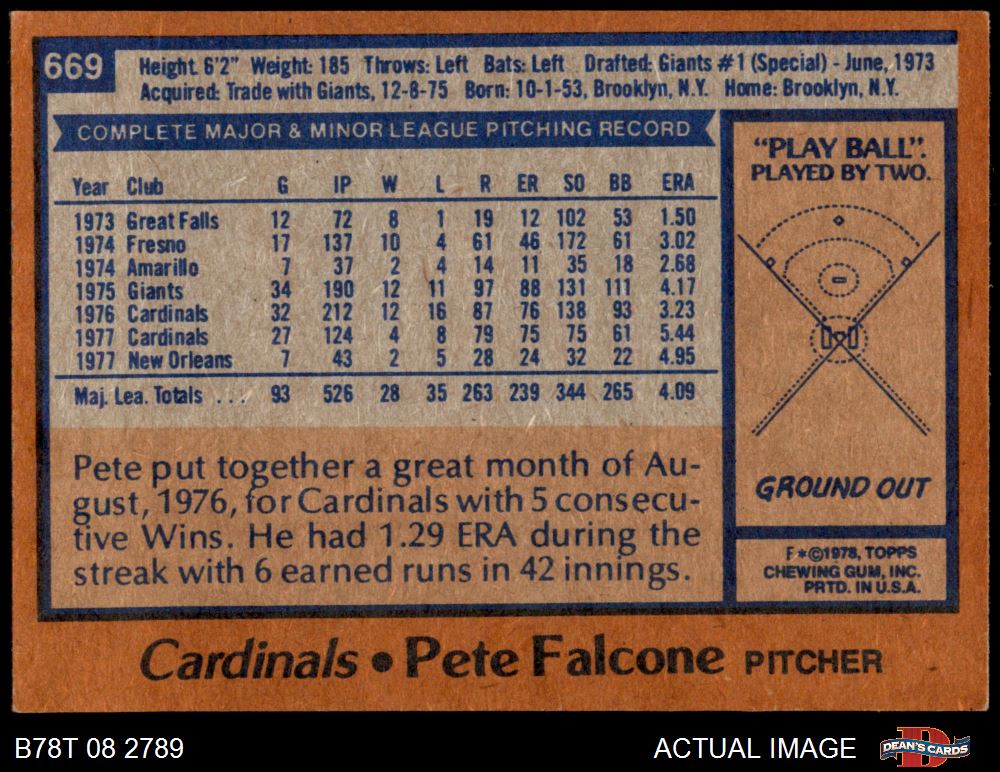 669
Height 6'2" Weight: 185 Throws: Left Bats: Left Drafted: Giants #1 (Special) - June, 1973
Acquired: Trade with Giants, 12-8-75 Born: 10-1-53, Brooklyn, N.Y. Home: Brooklyn, N.Y.
COMPLETE MAJOR & MINOR LEAGUE PITCHING RECORD
Year Club G IP W L R ER SO BB ERA
1973 Great Falls 12 72 8 1 19 12 102 53 1.50
1974 Fresno 17 137 10 4 61 46 172 61 3.02
1974 Amarillo 7 37 2 4 14 11 35 18 2.68
1975 Giants 34 190 12 11 97 88 131 111 4.17
1976 Cardinals 32 212 12 16 87 76 138 93 3.23
1977 Cardinals 27 124 4 8 79 75 75 61 5.44
1977 New Orleans 7 43 2 5 28 24 32 22 4.95
Maj. Lea. Totals ... 93 526 28 35 263 239 344 265 4.09
Pete put together a great month of Au-
gust, 1976, for Cardinals with 5 consecu-
tive Wins. He had 1.29 ERA during the
streak with 6 earned runs in 42 innings.
"PLAY BALL".
PLAYED BY TWO.
GROUND OUT
F*©1978, TOPPS
CHEWING GUM, INC.
PRTD. IN U.S.A.
Cardinals • Pete Falcone PITCHER
B78T 08 2789
ACTUAL IMAGE
D
DEAN'S CARDS